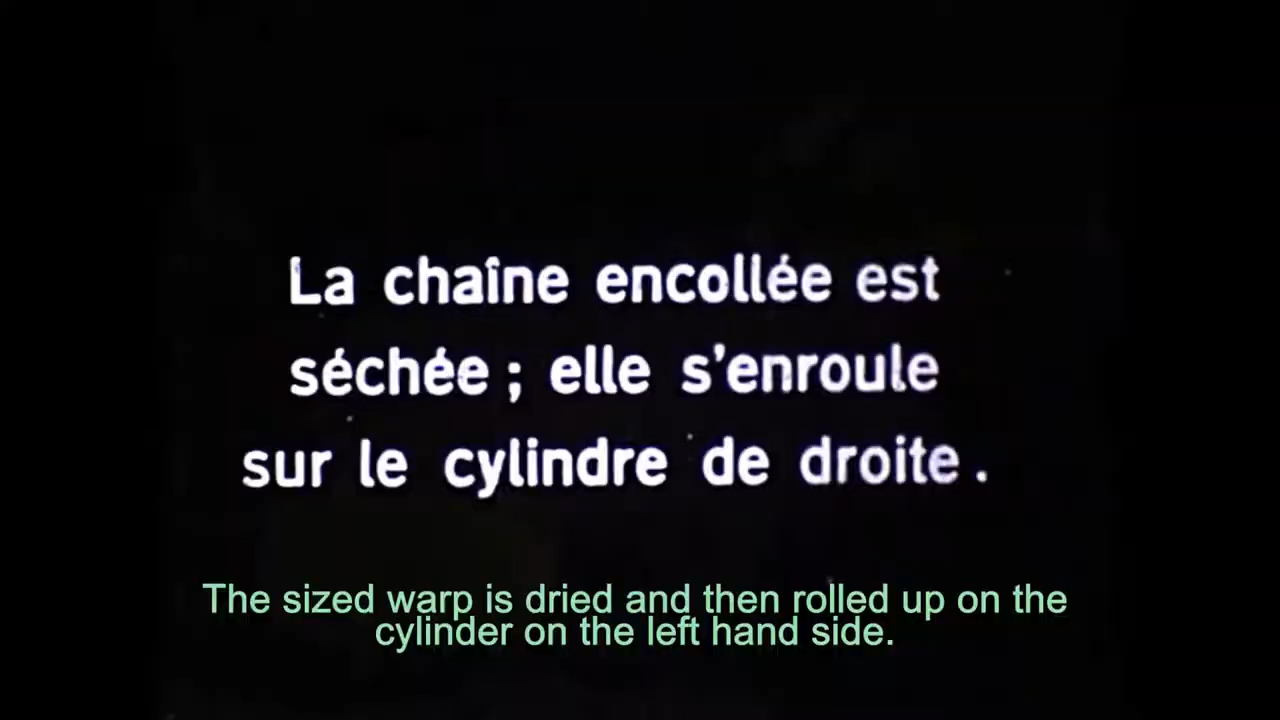 La chaîne encollée est
séchée ; elle s'enroule
sur le cylindre de droite .
The sized warp is dried and then rolled up on the
cylinder on the left hand side.